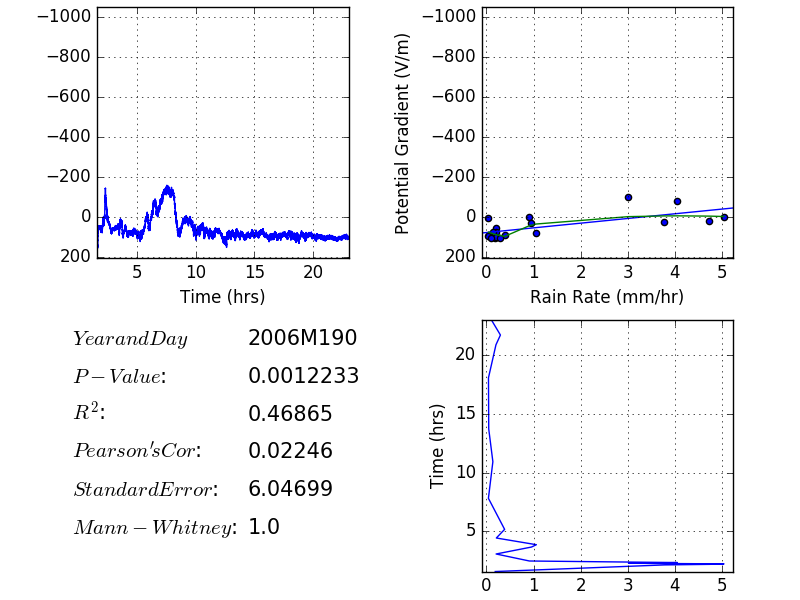 −1000
−800
−600
−400
−200
0
200
5 10 15 20
Time (hrs)
Potential Gradient (V/m)
−1000
−800
−600
−400
−200
0
200
0 1 2 3 4 5
Rain Rate (mm/hr)
YearandDay 2006M190
P−Value: 0.0012233
R²: 0.46865
Pearson'sCor: 0.02246
StandardError: 6.04699
Mann−Whitney: 1.0
Time (hrs)
20
15
10
5
0 1 2 3 4 5